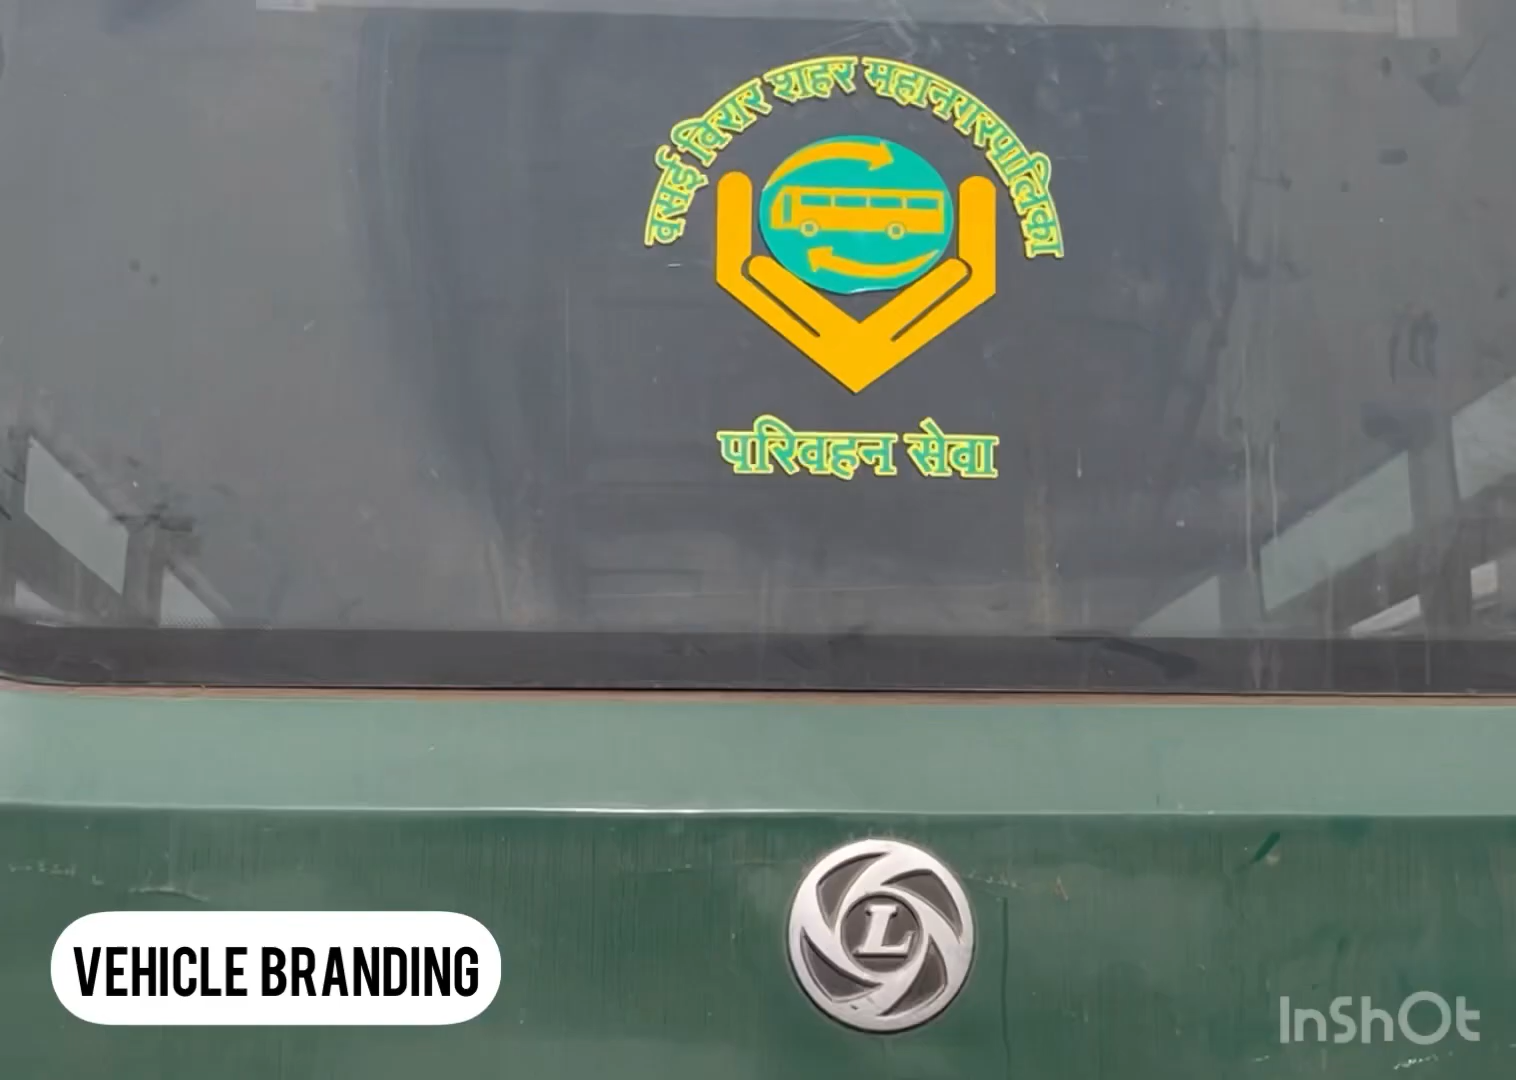 वसई विरार शहर महानगरपालिका
परिवहन सेवा
L
VEHICLE BRANDING
InShOt